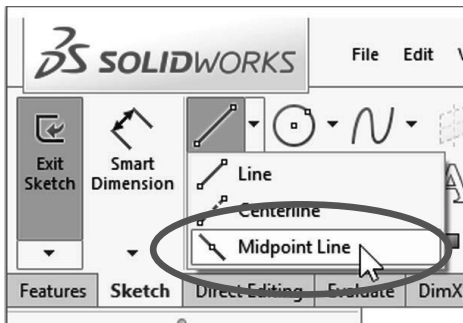 SOLIDWORKS
File Edit
Exit Sketch
Smart Dimension
Line
Centerline
Midpoint Line
Features Sketch Direct Editing Evaluate DimX